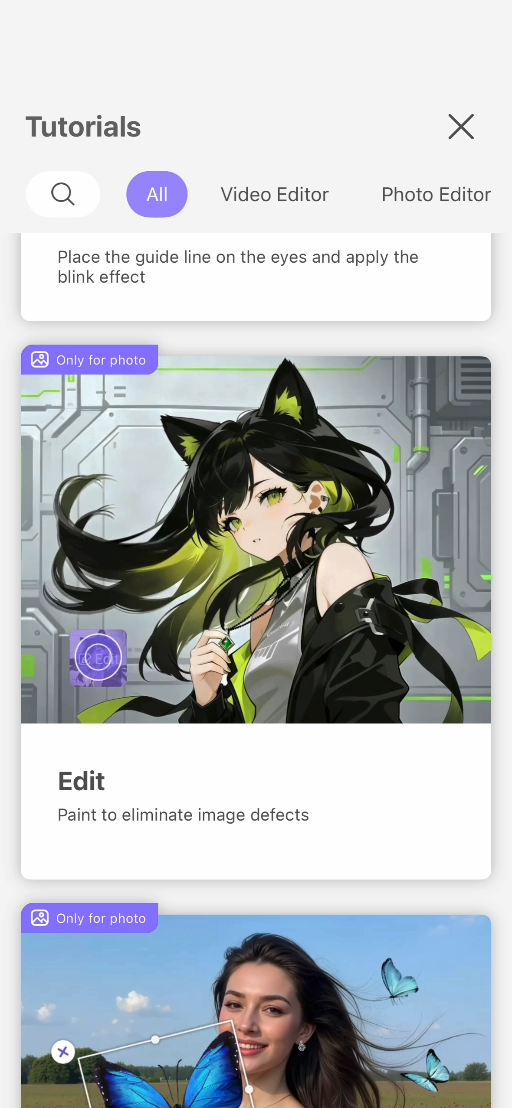 Tutorials
All
Video Editor
Photo Editor
Place the guide line on the eyes and apply the
blink effect
Only for photo
Edit
Edit
Paint to eliminate image defects
Only for photo